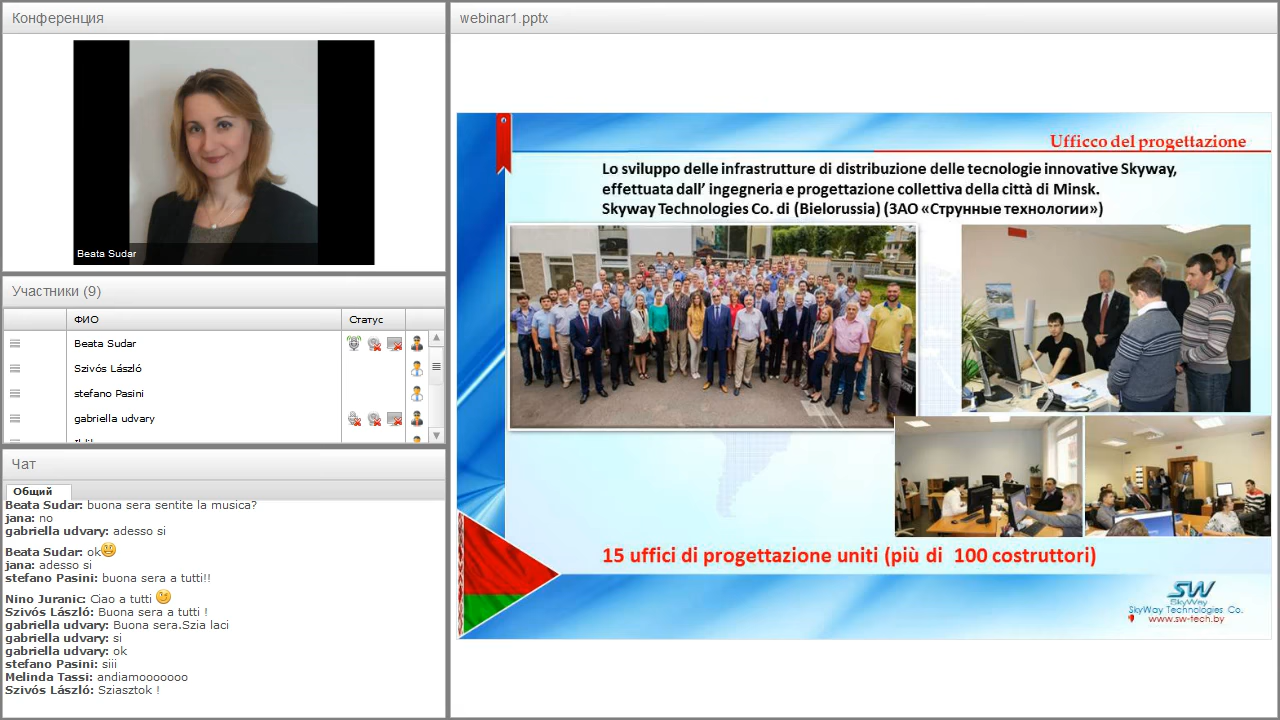 Конференция
Beata Sudar
Участники (9)
ФИО
Статус
Beata Sudar
Szivós László
stefano Pasini
gabriella udvary
Чат
Общий
Beata Sudar: buona sera sentite la musica?
jana: no
gabriella udvary: adesso si
Beata Sudar: ok
jana: adesso si
stefano Pasini: buona sera a tutti!!
Nino Juranic: Ciao a tutti
Szivós László: Buona sera a tutti !
gabriella udvary: Buona sera.Szia laci
gabriella udvary: si
gabriella udvary: ok
stefano Pasini: siii
Melinda Tassi: andiamooooooo
Szivós László: Sziasztok !
webinar1.pptx
Ufficco del progettazione
Lo sviluppo delle infrastrutture di distribuzione delle tecnologie innovative Skyway,
effettuata dall’ ingegneria e progettazione collettiva della città di Minsk.
Skyway Technologies Co. di (Bielorussia) (ЗАО «Струнные технологии»)
15 uffici di progettazione uniti (più di 100 costruttori)
SW
SkyWay
SkyWay Technologies Co.
www.sw-tech.by